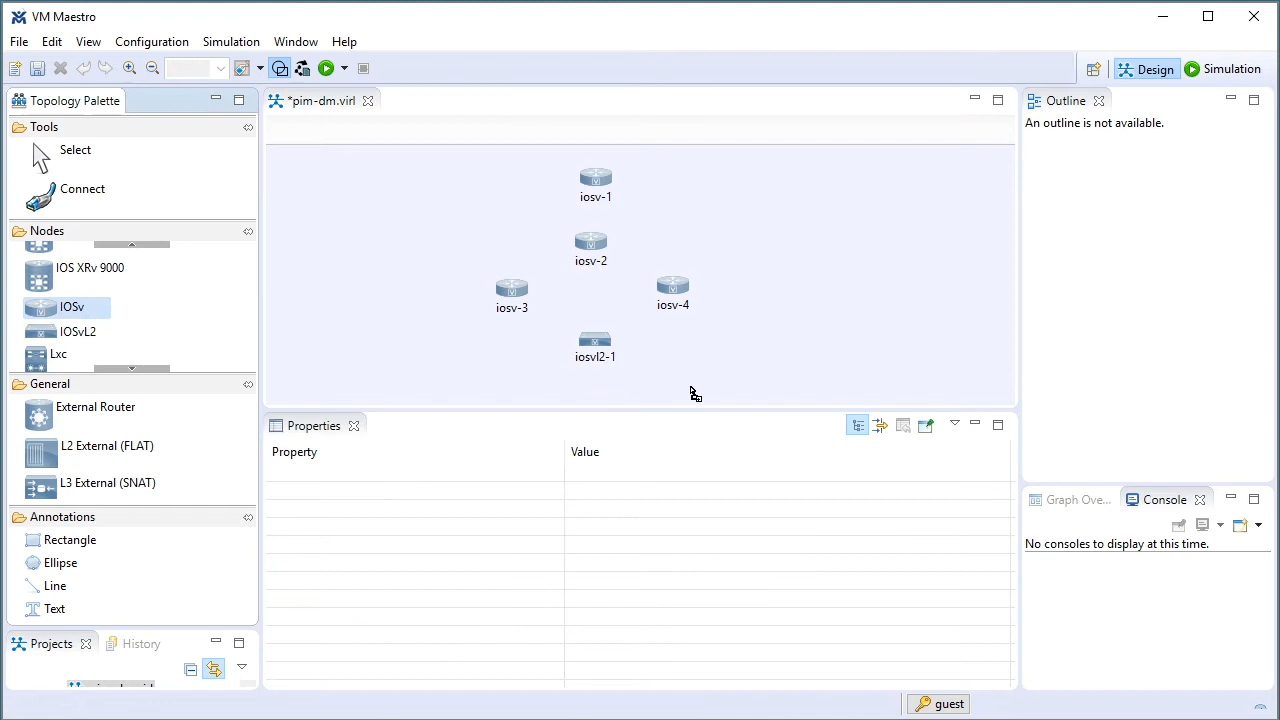 VM Maestro
File Edit View Configuration Simulation Window Help
Design Simulation
Topology Palette
Tools
Select
Connect
Nodes
IOS XRv 9000
IOSv
IOSvL2
Lxc
General
External Router
L2 External (FLAT)
L3 External (SNAT)
Annotations
Rectangle
Ellipse
Line
Text
Projects History
*pim-dm.virl
iosv-1
iosv-2
iosv-3
iosv-4
iosvl2-1
Properties
Property Value
Outline
An outline is not available.
Graph Ove... Console
No consoles to display at this time.
guest